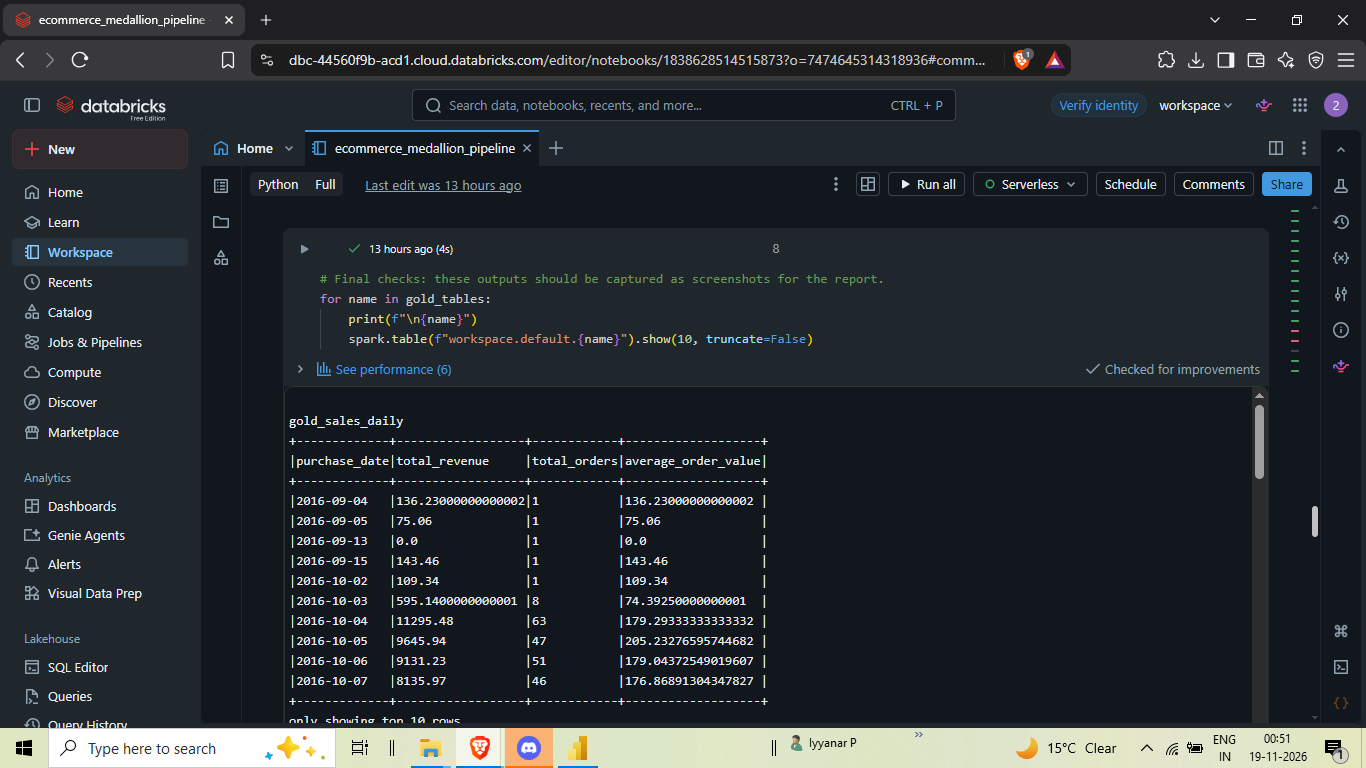 ecommerce_medallion_pipeline
dbc-44560f9b-acd1.cloud.databricks.com/editor/notebooks/1838628514515873?o=7474645314318936#comm...
1
databricks
Free Edition
Search data, notebooks, recents, and more...
CTRL + P
Verify identity
workspace
2
New
Home
Learn
Workspace
Recents
Catalog
Jobs & Pipelines
Compute
Discover
Marketplace
Analytics
Dashboards
Genie Agents
Alerts
Visual Data Prep
Lakehouse
SQL Editor
Queries
Query History
Home
ecommerce_medallion_pipeline
Python
Full
Last edit was 13 hours ago
Run all
Serverless
Schedule
Comments
Share
13 hours ago (4s)
8
# Final checks: these outputs should be captured as screenshots for the report.
for name in gold_tables:
    print(f"\n{name}")
    spark.table(f"workspace.default.{name}").show(10, truncate=False)
See performance (6)
Checked for improvements
gold_sales_daily
+-------------+------------------+------------+-------------------+
|purchase_date|total_revenue     |total_orders|average_order_value|
+-------------+------------------+------------+-------------------+
|2016-09-04   |136.23000000000002|1           |136.23000000000002 |
|2016-09-05   |75.06             |1           |75.06              |
|2016-09-13   |0.0               |1           |0.0                |
|2016-09-15   |143.46            |1           |143.46             |
|2016-10-02   |109.34            |1           |109.34             |
|2016-10-03   |595.1400000000001 |8           |74.39250000000001  |
|2016-10-04   |11295.48          |63          |179.29333333333332 |
|2016-10-05   |9645.94           |47          |205.23276595744682 |
|2016-10-06   |9131.23           |51          |179.04372549019607 |
|2016-10-07   |8135.97           |46          |176.86891304347827 |
+-------------+------------------+------------+-------------------+
only showing top 10 rows
Type here to search
Iyyanar P
15°C Clear
ENG
IN
00:51
19-11-2026
1